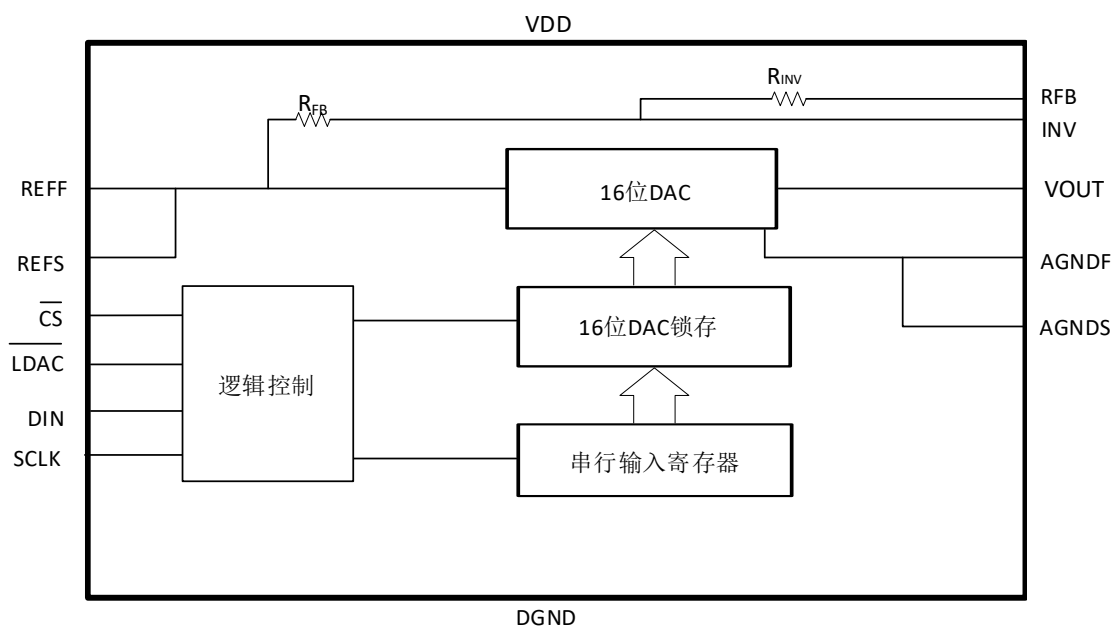 VDD
RINV
RFB
RFB
INV
REFF
16位DAC
VOUT
REFS
AGNDF
CS
16位DAC锁存
AGNDS
LDAC
逻辑控制
DIN
SCLK
串行输入寄存器
DGND